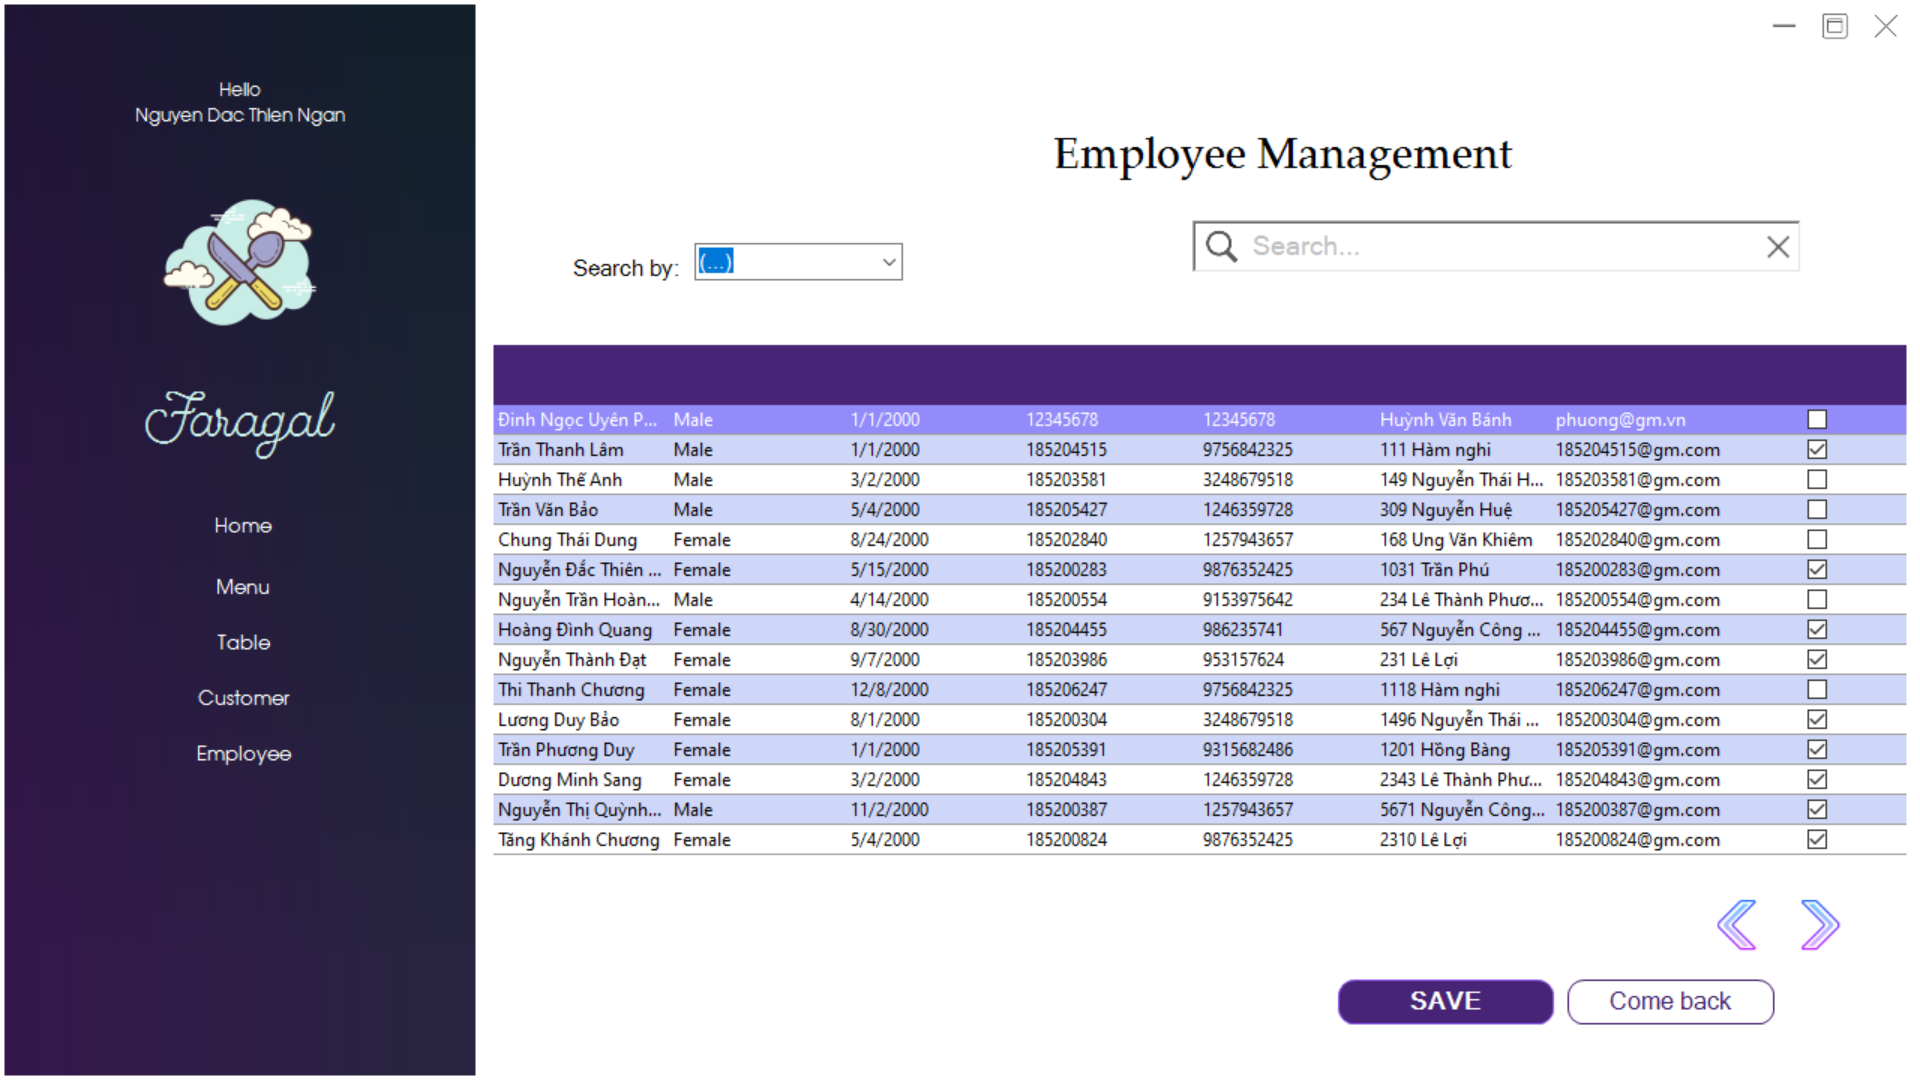 Hello
Nguyen Dac Thien Ngan
Faragal
Home
Menu
Table
Customer
Employee
Employee Management
Search by: (...)
Search...
Đinh Ngọc Uyên P... Male 1/1/2000 12345678 12345678 Huỳnh Văn Bánh phuong@gm.vn
Trần Thanh Lâm Male 1/1/2000 185204515 9756842325 111 Hàm nghi 185204515@gm.com
Huỳnh Thế Anh Male 3/2/2000 185203581 3248679518 149 Nguyễn Thái H... 185203581@gm.com
Trần Văn Bảo Male 5/4/2000 185205427 1246359728 309 Nguyễn Huệ 185205427@gm.com
Chung Thái Dung Female 8/24/2000 185202840 1257943657 168 Ung Văn Khiêm 185202840@gm.com
Nguyễn Đắc Thiên ... Female 5/15/2000 185200283 9876352425 1031 Trần Phú 185200283@gm.com
Nguyễn Trần Hoàn... Male 4/14/2000 185200554 9153975642 234 Lê Thành Phươ... 185200554@gm.com
Hoàng Đình Quang Female 8/30/2000 185204455 986235741 567 Nguyễn Công ... 185204455@gm.com
Nguyễn Thành Đạt Female 9/7/2000 185203986 953157624 231 Lê Lợi 185203986@gm.com
Thi Thanh Chương Female 12/8/2000 185206247 9756842325 1118 Hàm nghi 185206247@gm.com
Lương Duy Bảo Female 8/1/2000 185200304 3248679518 1496 Nguyễn Thái ... 185200304@gm.com
Trần Phương Duy Female 1/1/2000 185205391 9315682486 1201 Hồng Bàng 185205391@gm.com
Dương Minh Sang Female 3/2/2000 185204843 1246359728 2343 Lê Thành Phư... 185204843@gm.com
Nguyễn Thị Quỳnh... Male 11/2/2000 185200387 1257943657 5671 Nguyễn Công... 185200387@gm.com
Tăng Khánh Chương Female 5/4/2000 185200824 9876352425 2310 Lê Lợi 185200824@gm.com
SAVE
Come back